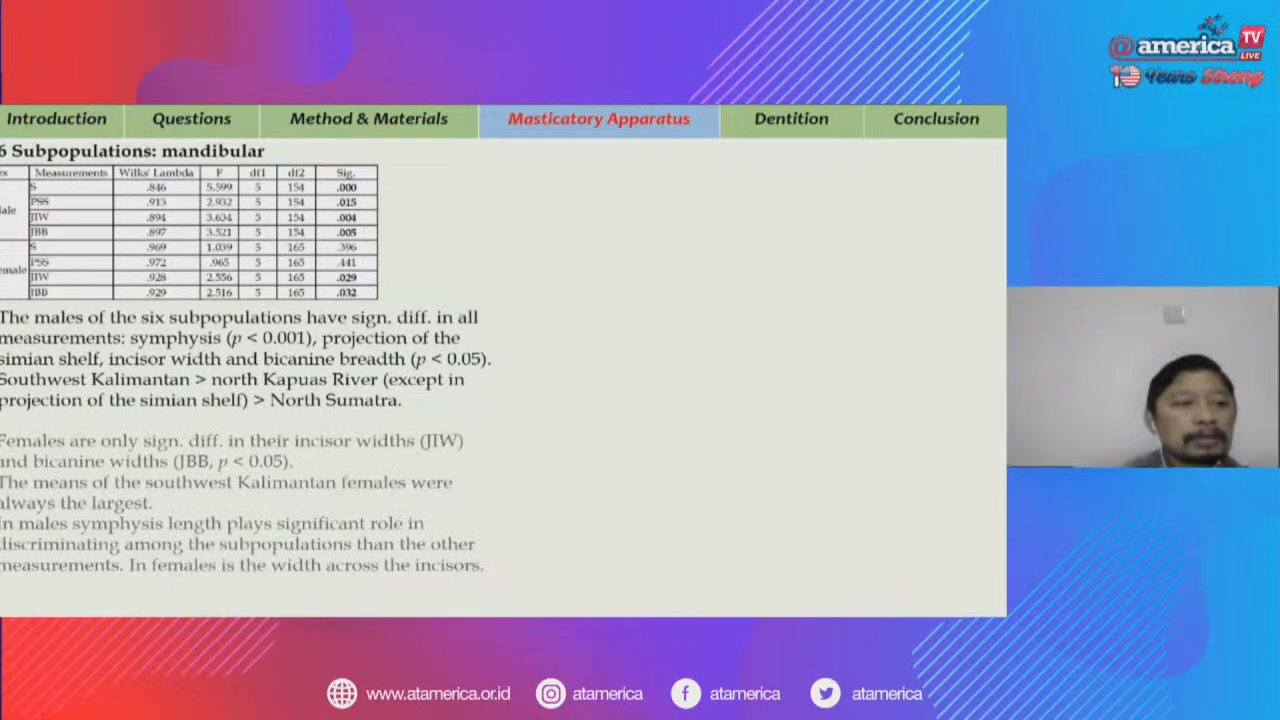 @america TV
LIVE
10 Years Strong
Introduction Questions Method & Materials Masticatory Apparatus Dentition Conclusion
6 Subpopulations: mandibular
ex Measurements Wilks' Lambda F df1 df2 Sig.
ale S .846 5.599 5 154 .000
PSS .913 2.932 5 154 .015
JIW .894 3.634 5 154 .004
JBB .897 3.521 5 154 .005
emale S .969 1.039 5 165 .396
PSS .972 .965 5 165 .441
JIW .928 2.556 5 165 .029
JBB .929 2.516 5 165 .032
The males of the six subpopulations have sign. diff. in all
measurements: symphysis (p < 0.001), projection of the
simian shelf, incisor width and bicanine breadth (p < 0.05).
Southwest Kalimantan > north Kapuas River (except in
projection of the simian shelf) > North Sumatra.
Females are only sign. diff. in their incisor widths (JIW)
and bicanine widths (JBB, p < 0.05).
The means of the southwest Kalimantan females were
always the largest.
In males symphysis length plays significant role in
discriminating among the subpopulations than the other
measurements. In females is the width across the incisors.
www.atamerica.or.id atamerica atamerica atamerica